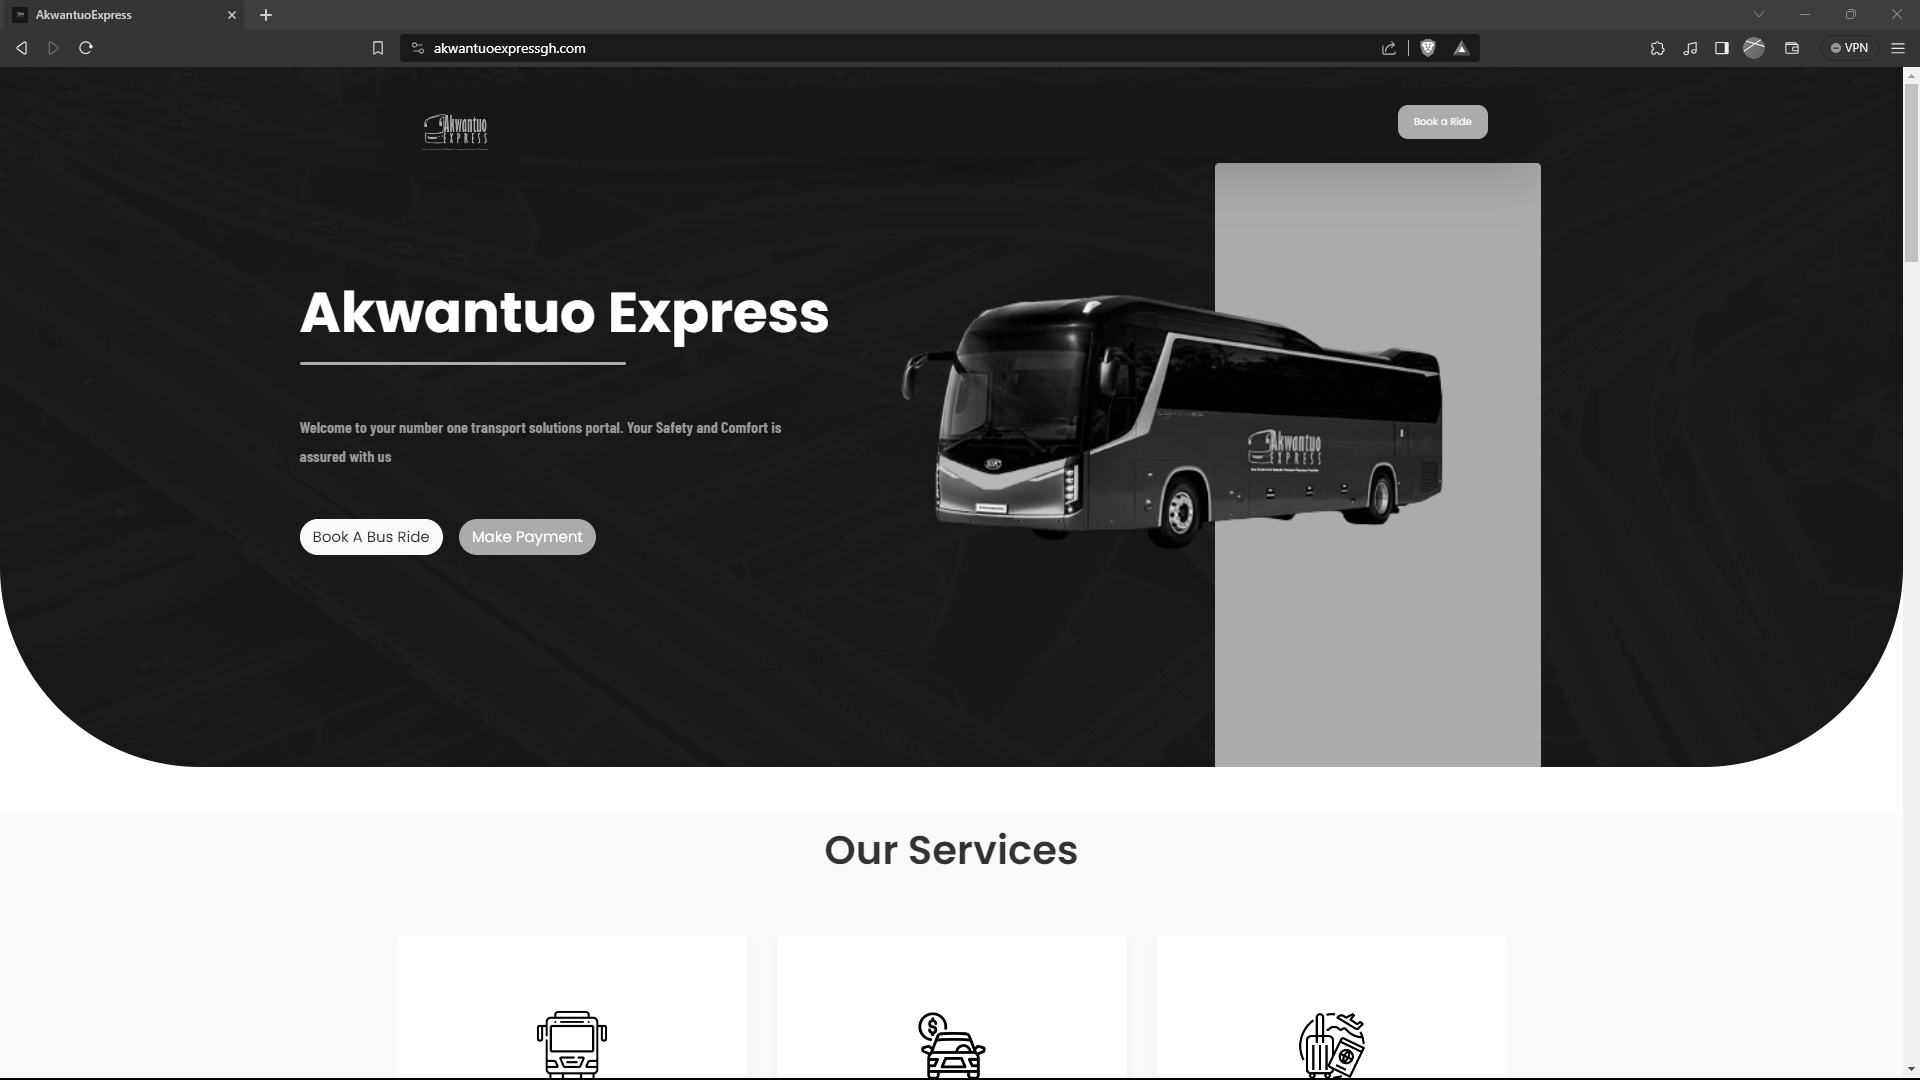 AkwantuoExpress
akwantuoexpressgh.com
VPN
Akwantuo
EXPRESS
Book a Ride
Akwantuo Express
Welcome to your number one transport solutions portal. Your Safety and Comfort is
assured with us
Book A Bus Ride
Make Payment
KIA
Akwantuo
EXPRESS
Our Services
$